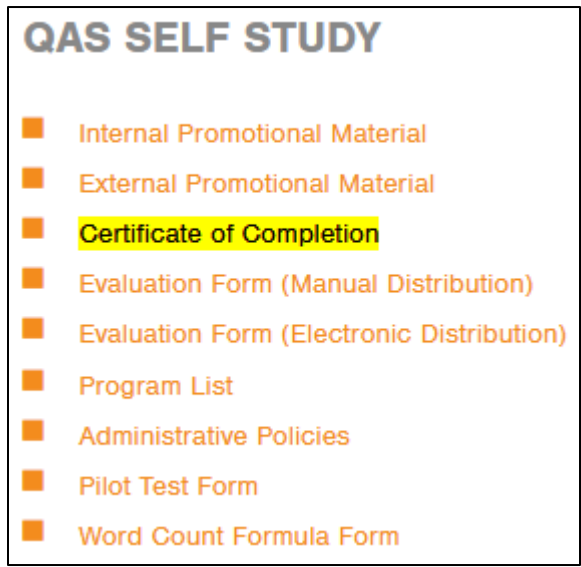 QAS SELF STUDY
Internal Promotional Material
External Promotional Material
Certificate of Completion
Evaluation Form (Manual Distribution)
Evaluation Form (Electronic Distribution)
Program List
Administrative Policies
Pilot Test Form
Word Count Formula Form